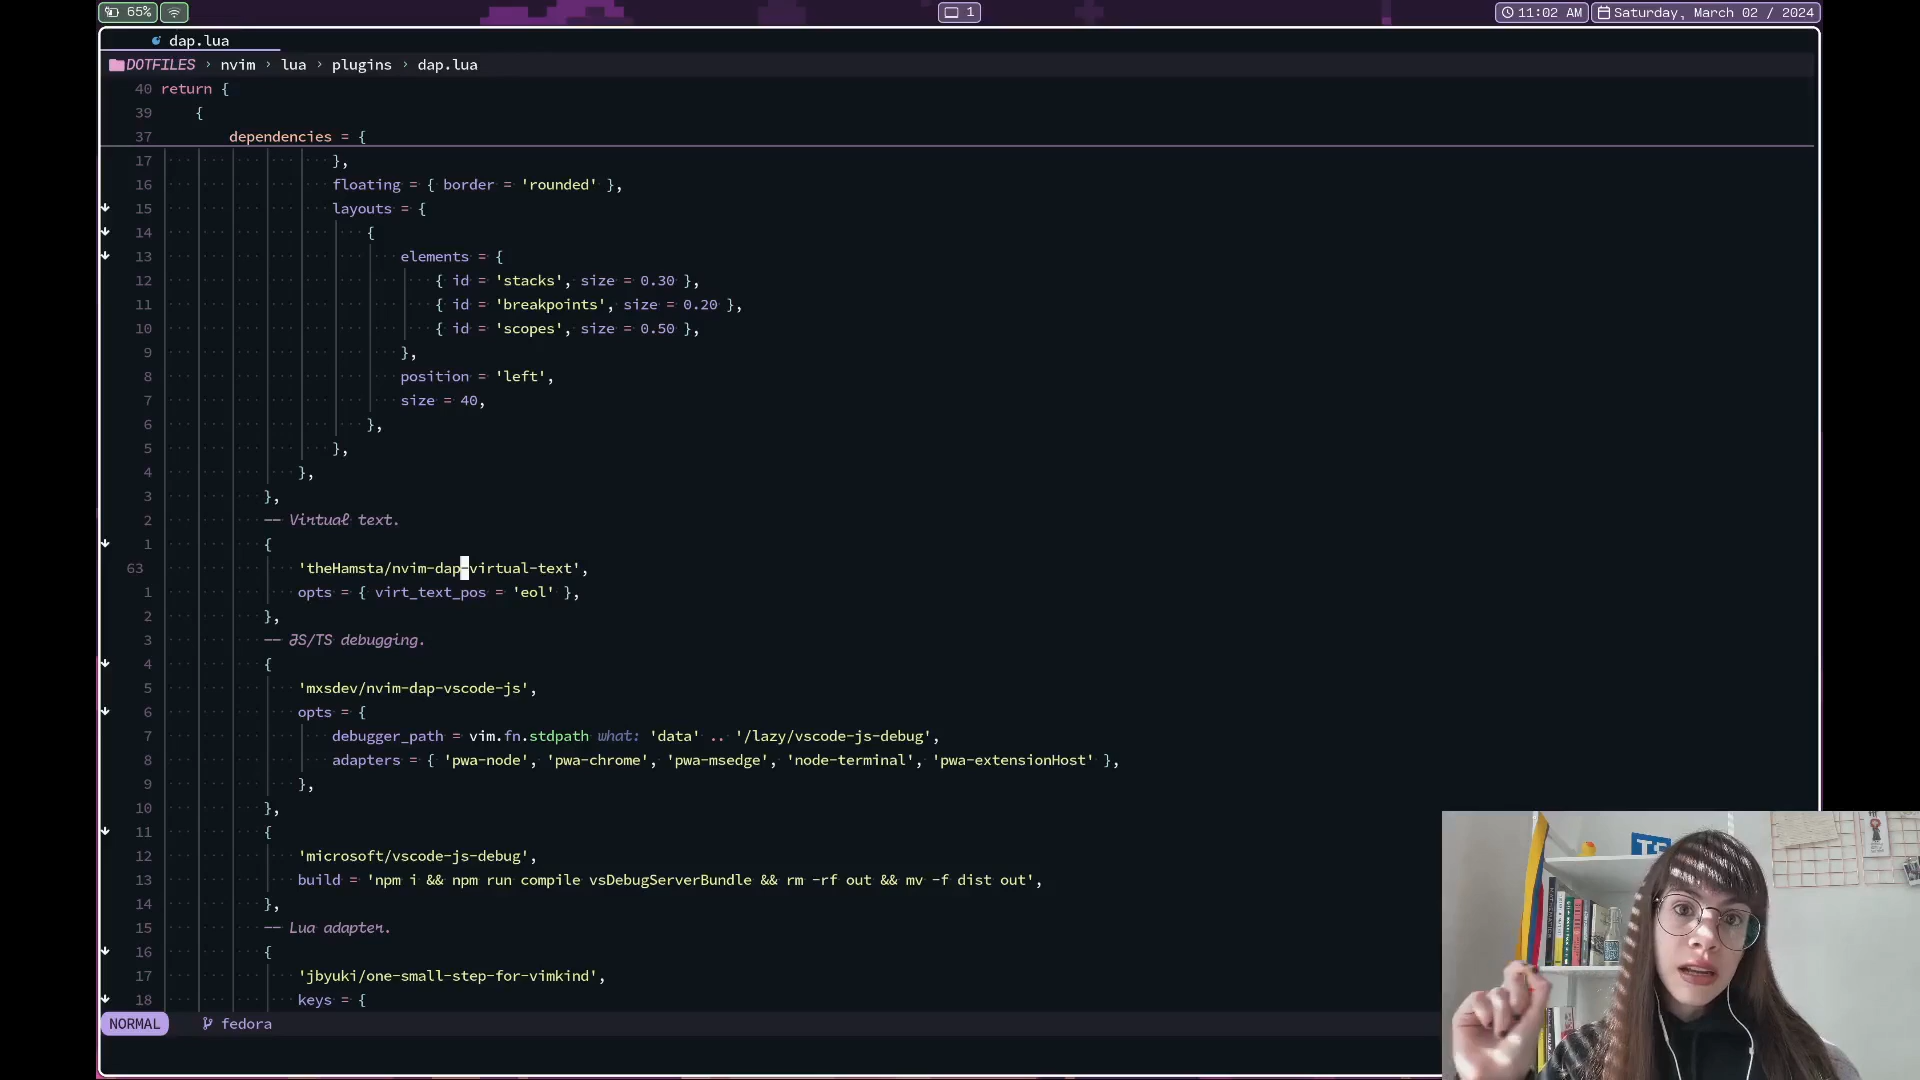 65%
1
11:02 AM
Saturday, March 02 / 2024
dap.lua
DOTFILES › nvim › lua › plugins › dap.lua
40 return {
39 {
37 dependencies = {
17 },
16 floating = { border = 'rounded' },
15 layouts = {
14 {
13 elements = {
12 { id = 'stacks', size = 0.30 },
11 { id = 'breakpoints', size = 0.20 },
10 { id = 'scopes', size = 0.50 },
9 },
8 position = 'left',
7 size = 40,
6 },
5 },
4 },
3 },
2 -- Virtual text.
1 {
63 'theHamsta/nvim-dap-virtual-text',
1 opts = { virt_text_pos = 'eol' },
2 },
3 -- JS/TS debugging.
4 {
5 'mxsdev/nvim-dap-vscode-js',
6 opts = {
7 debugger_path = vim.fn.stdpath what: 'data' .. '/lazy/vscode-js-debug',
8 adapters = { 'pwa-node', 'pwa-chrome', 'pwa-msedge', 'node-terminal', 'pwa-extensionHost' },
9 },
10 },
11 {
12 'microsoft/vscode-js-debug',
13 build = 'npm i && npm run compile vsDebugServerBundle && rm -rf out && mv -f dist out',
14 },
15 -- Lua adapter.
16 {
17 'jbyuki/one-small-step-for-vimkind',
18 keys = {
NORMAL fedora